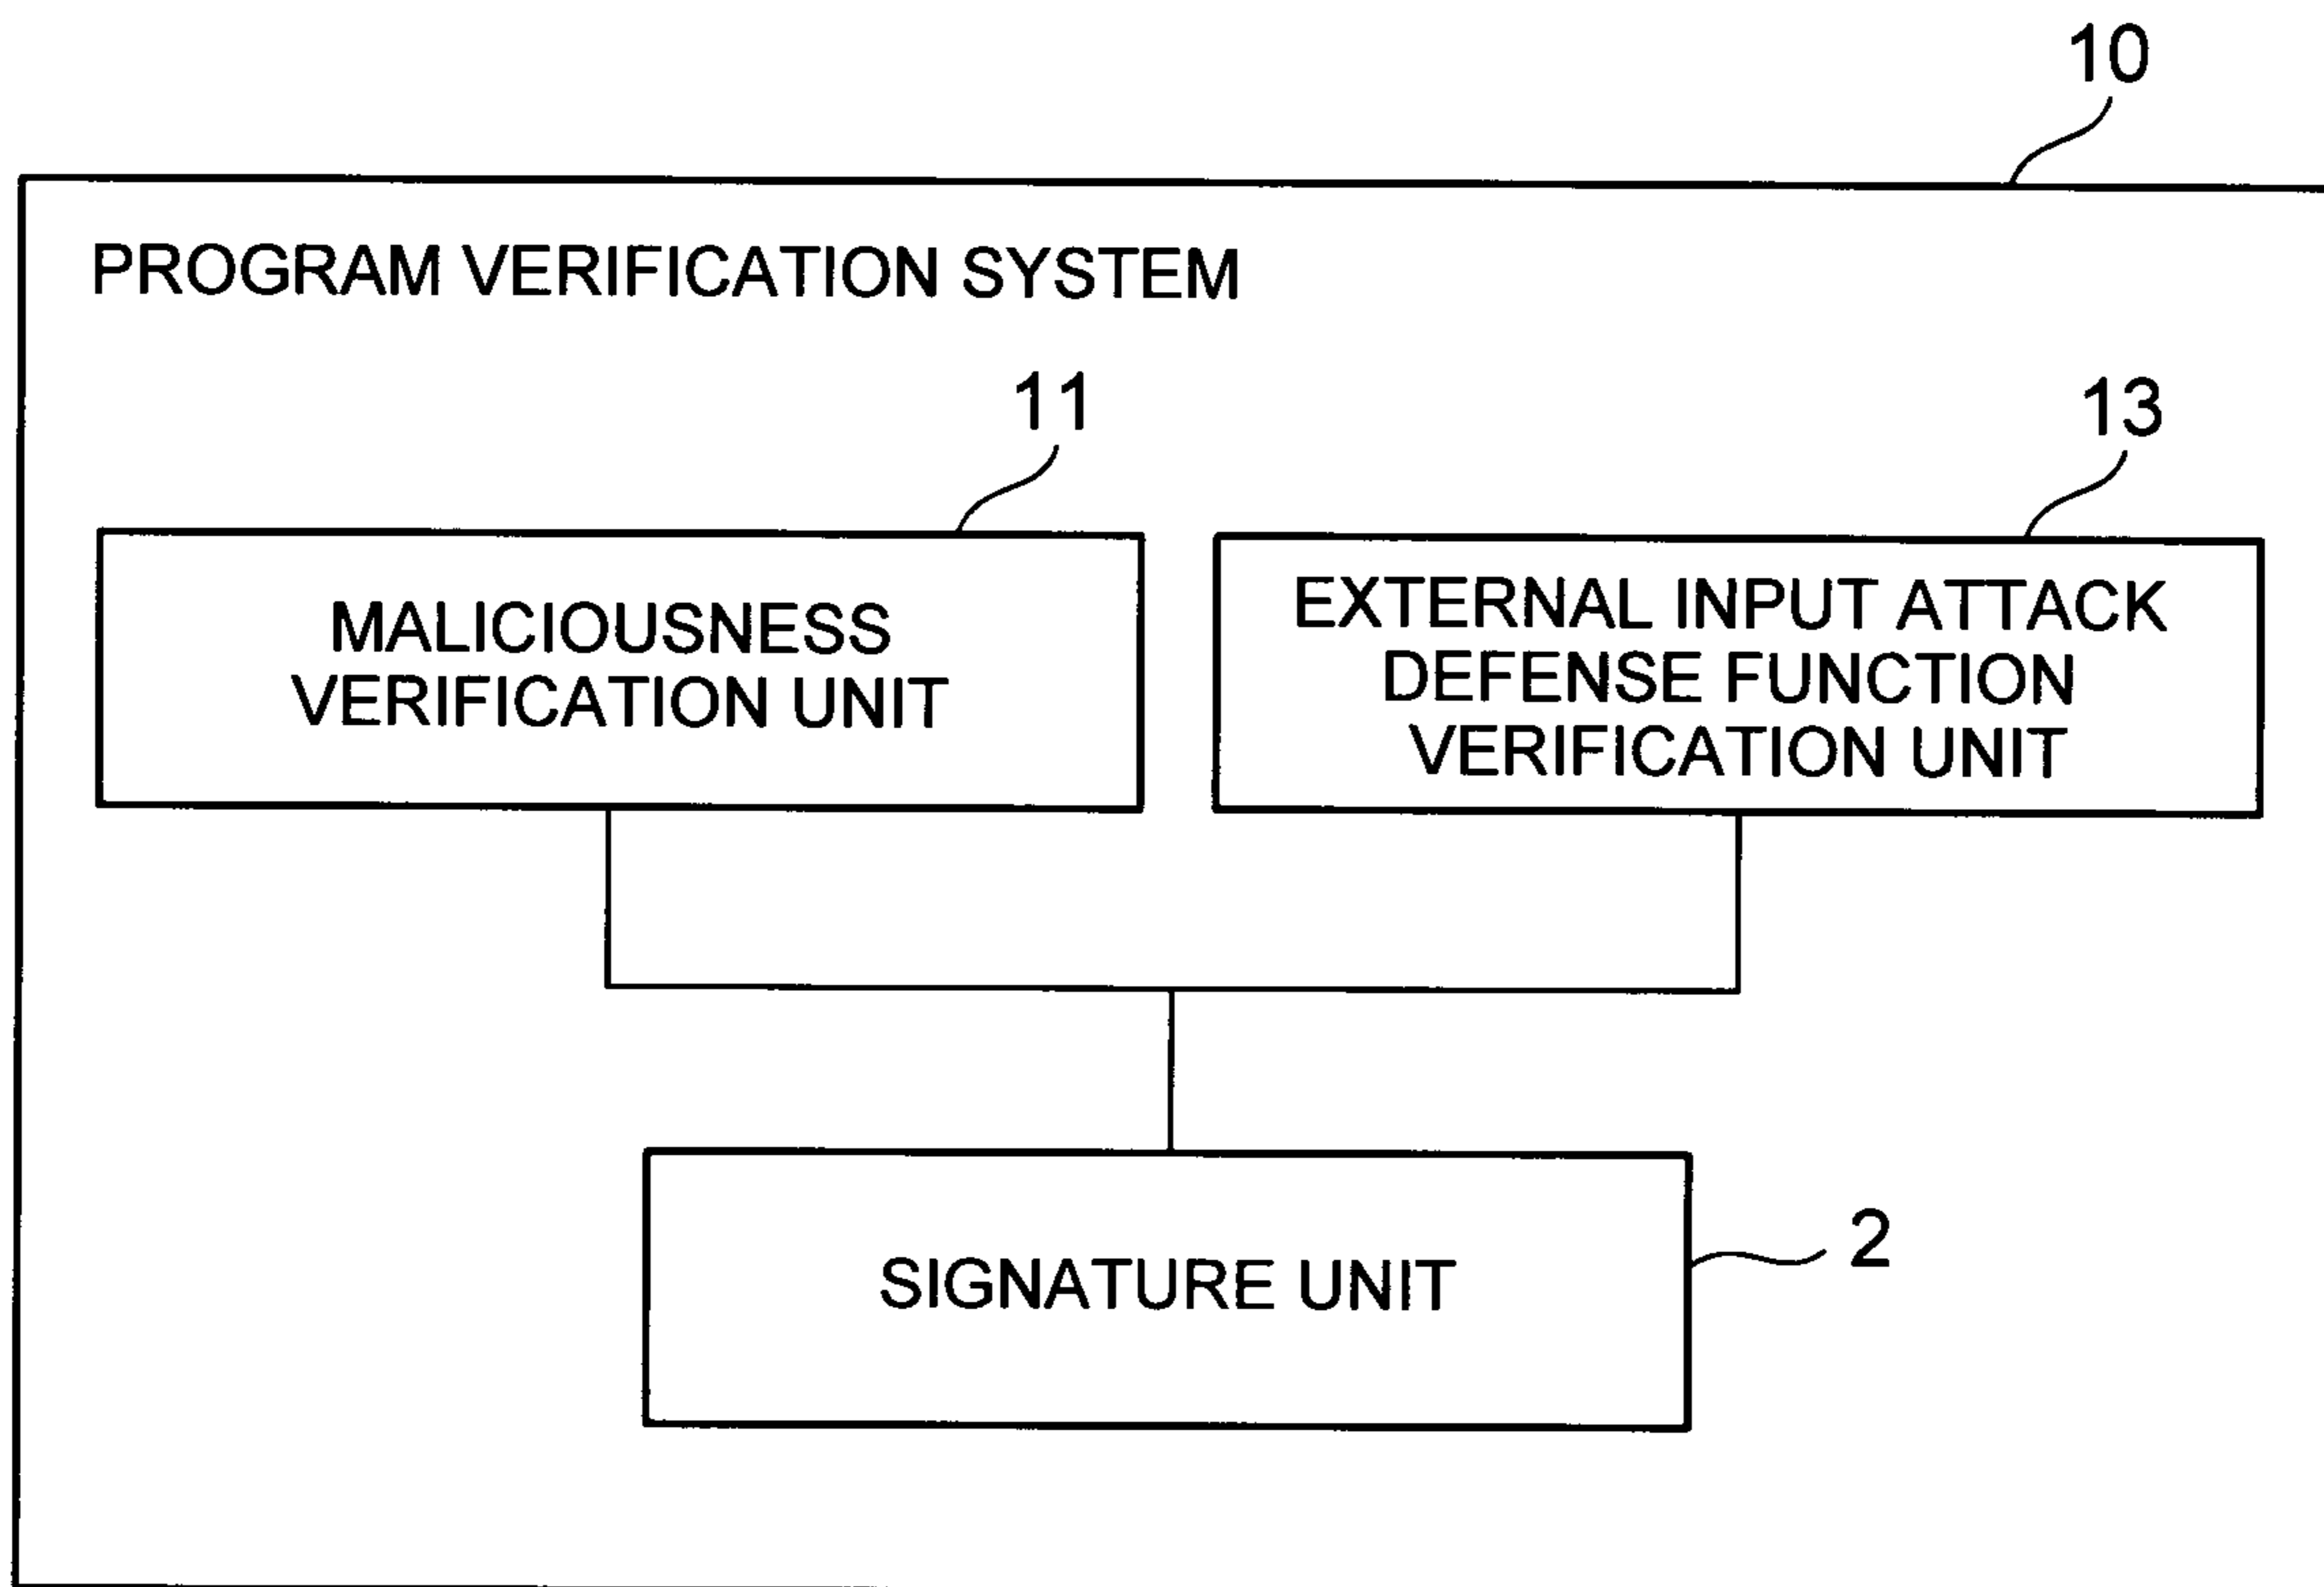 10
PROGRAM VERIFICATION SYSTEM
11
13
MALICIOUSNESS
VERIFICATION UNIT
EXTERNAL INPUT ATTACK
DEFENSE FUNCTION
VERIFICATION UNIT
SIGNATURE UNIT
2